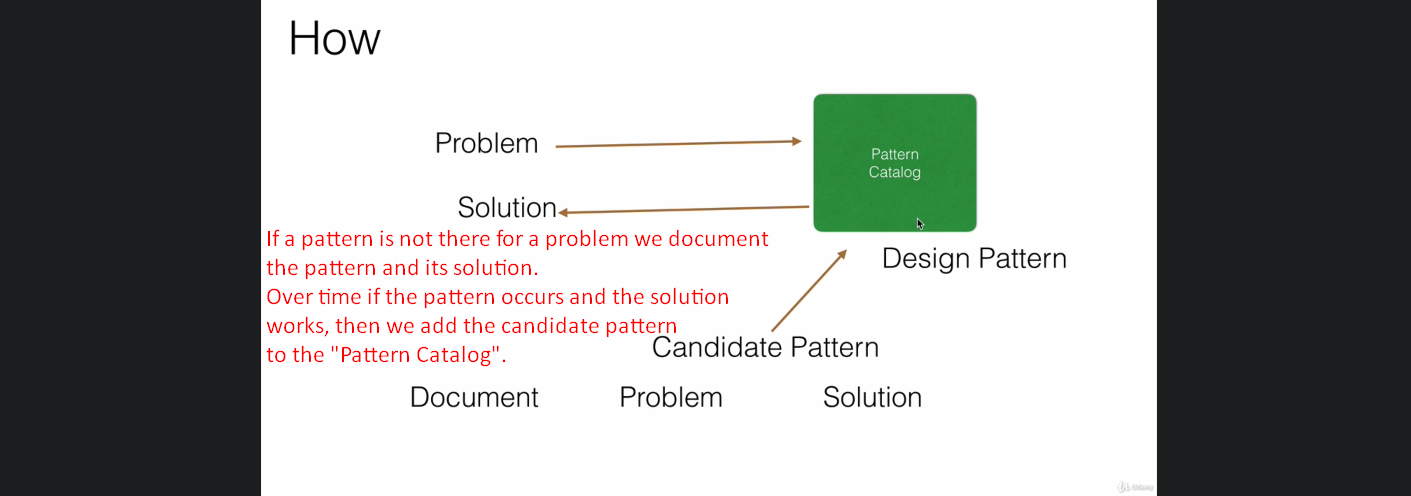 How
Problem
Pattern
Catalog
Solution
If a pattern is not there for a problem we document
the pattern and its solution.
Over time if the pattern occurs and the solution
works, then we add the candidate pattern
to the "Pattern Catalog".
Design Pattern
Candidate Pattern
Document Problem Solution
Udemy